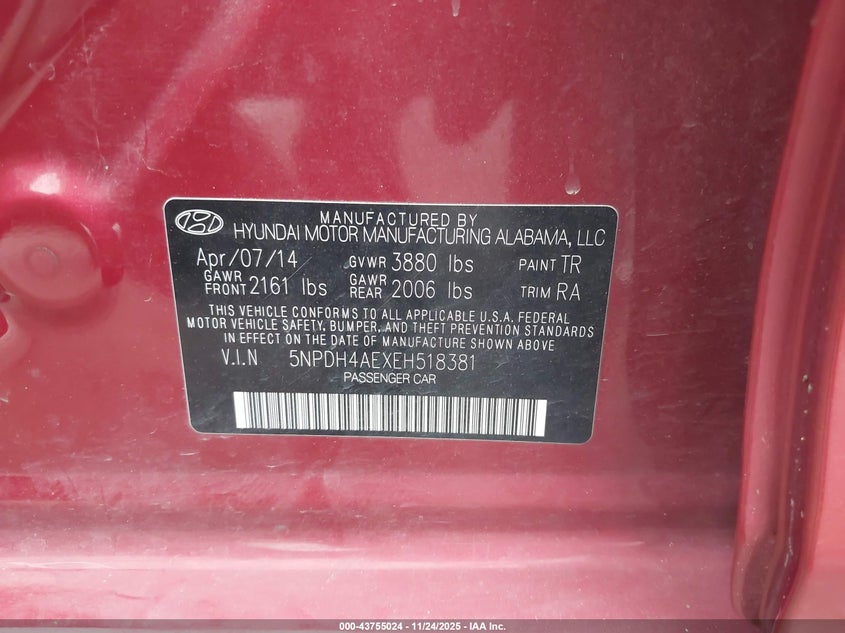 MANUFACTURED BY
HYUNDAI MOTOR MANUFACTURING ALABAMA, LLC
Apr/07/14 GVWR 3880 lbs PAINT TR
GAWR FRONT 2161 lbs GAWR REAR 2006 lbs TRIM RA
THIS VEHICLE CONFORMS TO ALL APPLICABLE U.S.A. FEDERAL
MOTOR VEHICLE SAFETY, BUMPER, AND THEFT PREVENTION STANDARDS
IN EFFECT ON THE DATE OF MANUFACTURE SHOWN ABOVE
V.I.N 5NPDH4AEXEH518381
PASSENGER CAR
000-43755024 - 11/24/2025 - IAA Inc.